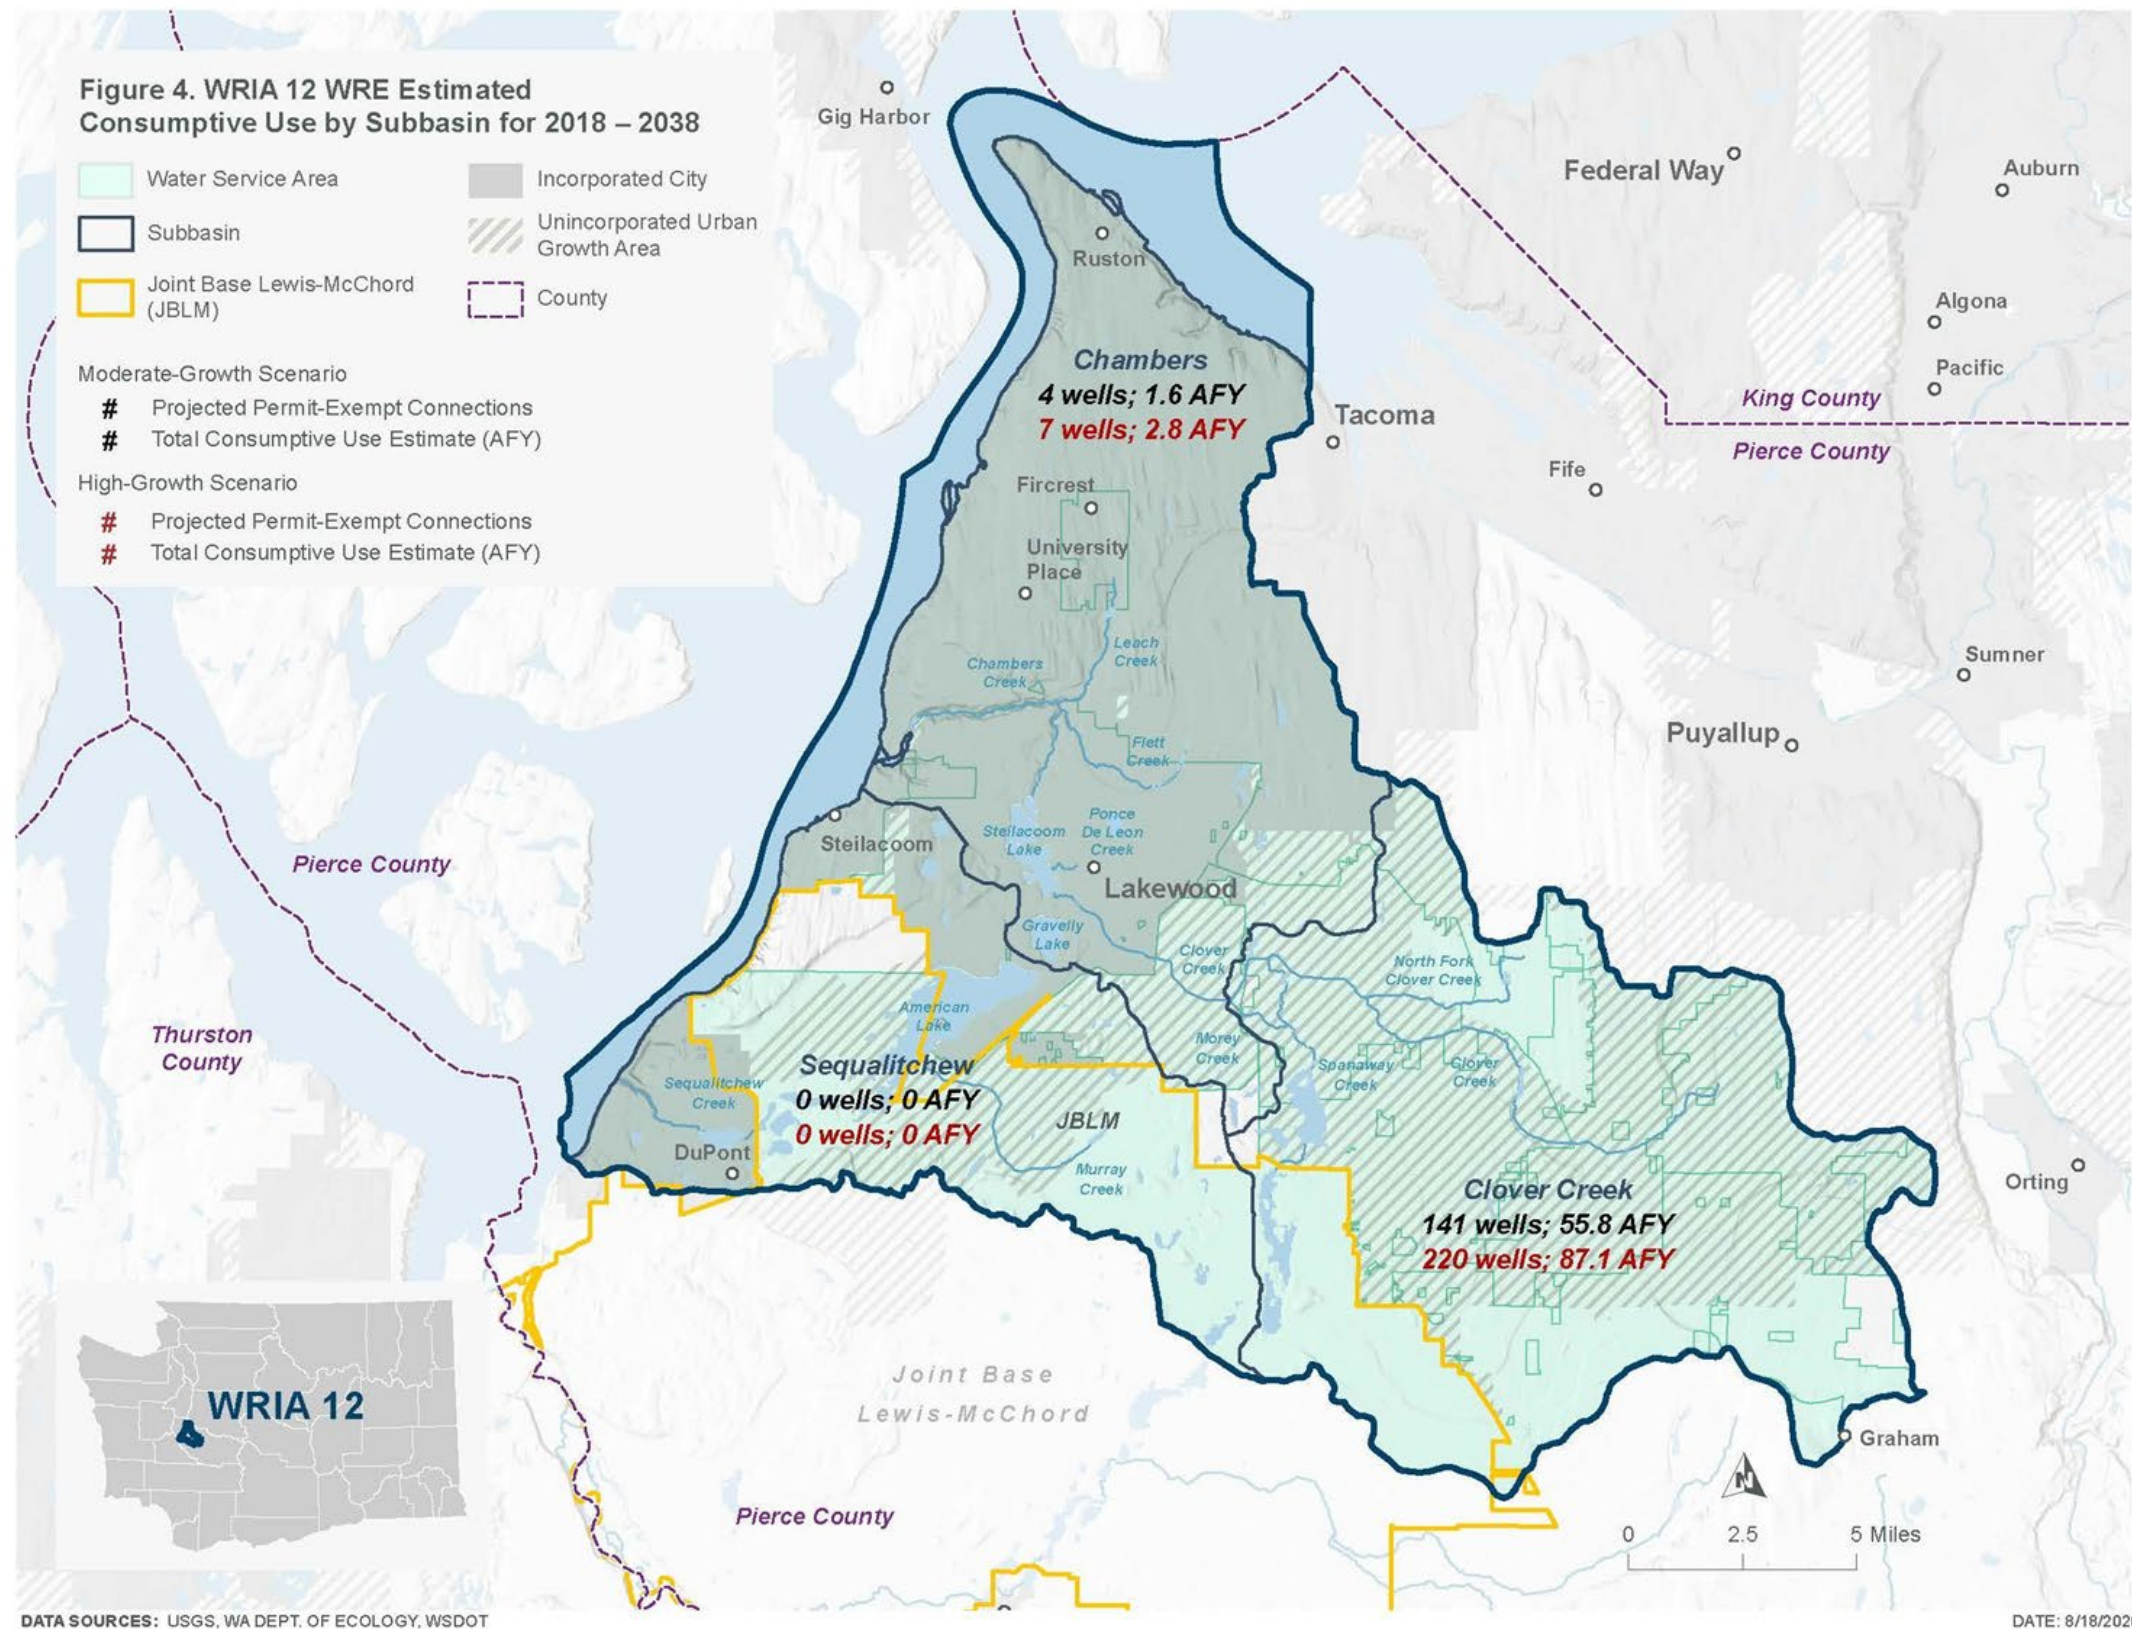 Figure 4. WRIA 12 WRE Estimated
Consumptive Use by Subbasin for 2018 – 2038
Water Service Area
Incorporated City
Subbasin
Unincorporated Urban
Growth Area
Joint Base Lewis-McChord
(JBLM)
County
Moderate-Growth Scenario
# Projected Permit-Exempt Connections
# Total Consumptive Use Estimate (AFY)
High-Growth Scenario
# Projected Permit-Exempt Connections
# Total Consumptive Use Estimate (AFY)
Gig Harbor
Federal Way
Auburn
Ruston
Algona
Pacific
Chambers
4 wells; 1.6 AFY
7 wells; 2.8 AFY
Tacoma
King County
Pierce County
Fife
Fircrest
University
Place
Leach
Creek
Chambers
Creek
Sumner
Puyallup
Flett
Creek
Steilacoom
Steilacoom
Lake
Ponce
De Leon
Creek
Lakewood
Pierce County
Gravelly
Lake
Clover
Creek
North Fork
Clover Creek
American
Lake
Thurston
County
Morey
Creek
Spanaway
Creek
Clover
Creek
Sequalitchew
0 wells; 0 AFY
0 wells; 0 AFY
Sequalitchew
Creek
JBLM
DuPont
Murray
Creek
Orting
Clover Creek
141 wells; 55.8 AFY
220 wells; 87.1 AFY
Joint Base
Lewis-McChord
WRIA 12
Graham
N
Pierce County
0 2.5 5 Miles
DATA SOURCES: USGS, WA DEPT. OF ECOLOGY, WSDOT
DATE: 8/18/202